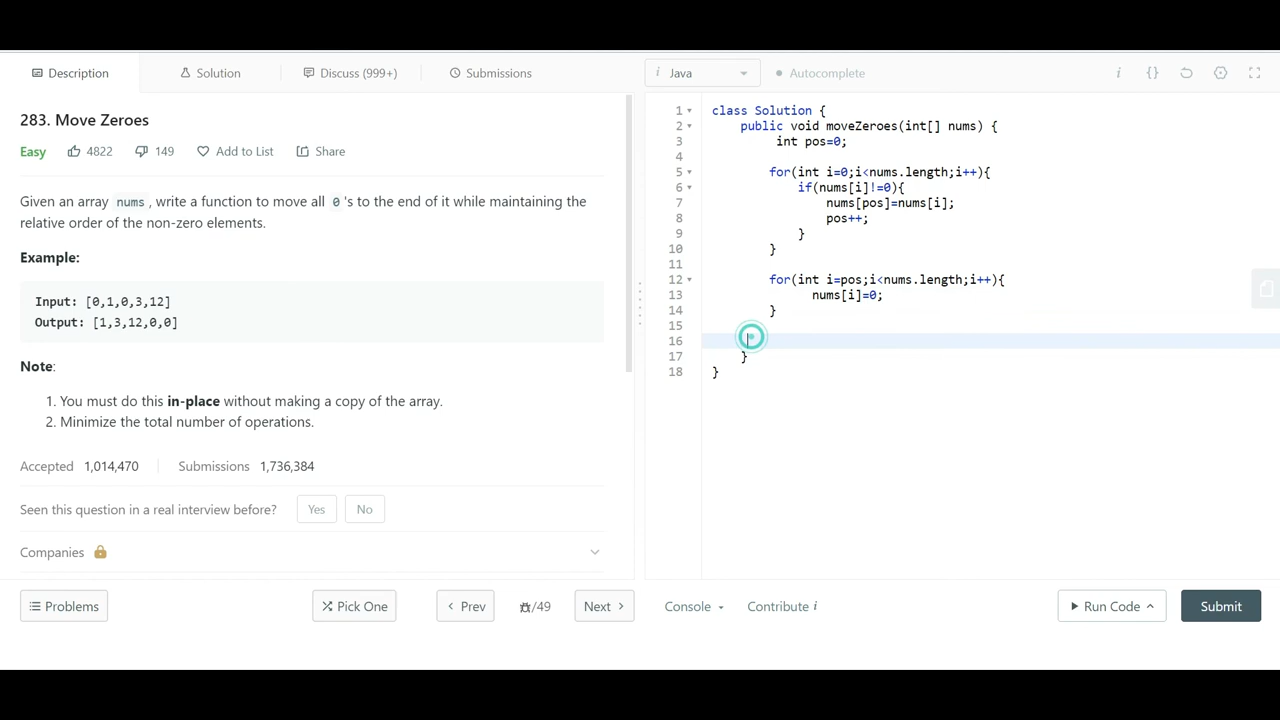 Description
Solution
Discuss (999+)
Submissions
i Java
Autocomplete
i {}
283. Move Zeroes
Easy 4822 149 Add to List Share
Given an array nums, write a function to move all 0's to the end of it while maintaining the
relative order of the non-zero elements.
Example:
Input: [0,1,0,3,12]
Output: [1,3,12,0,0]
Note:
1. You must do this in-place without making a copy of the array.
2. Minimize the total number of operations.
Accepted 1,014,470 Submissions 1,736,384
Seen this question in a real interview before? Yes No
Companies
1 class Solution {
2 public void moveZeroes(int[] nums) {
3 int pos=0;
4
5 for(int i=0;i<nums.length;i++){
6 if(nums[i]!=0){
7 nums[pos]=nums[i];
8 pos++;
9 }
10 }
11
12 for(int i=pos;i<nums.length;i++){
13 nums[i]=0;
14 }
15
16
17 }
18 }
Problems
Pick One
Prev
/49
Next
Console
Contribute i
Run Code
Submit